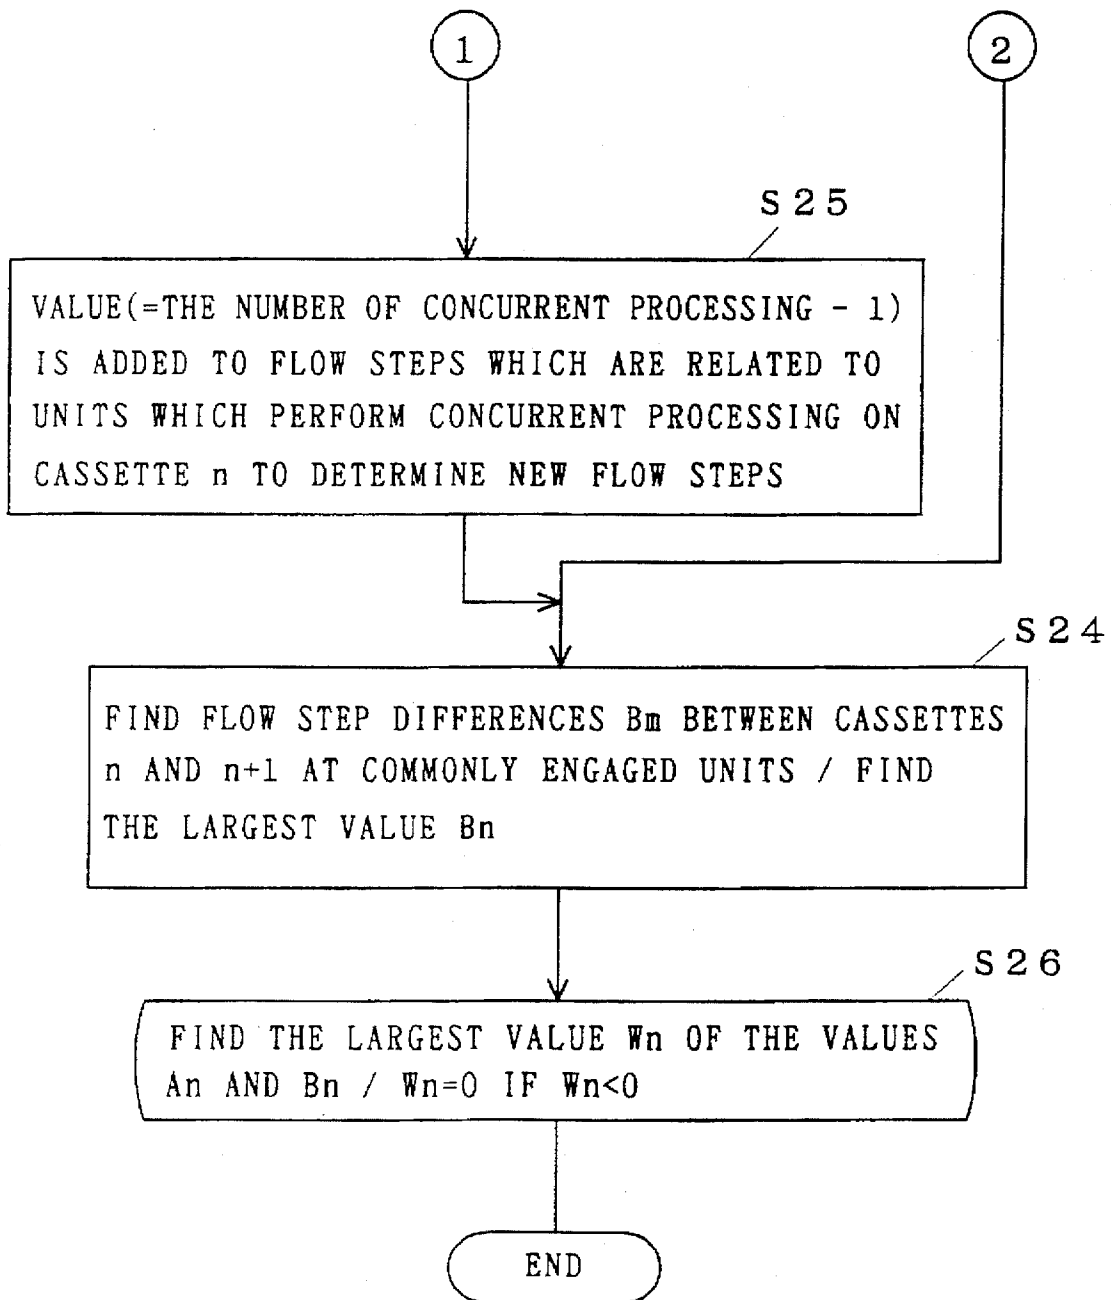 1
2
S25
VALUE(=THE NUMBER OF CONCURRENT PROCESSING - 1)
IS ADDED TO FLOW STEPS WHICH ARE RELATED TO
UNITS WHICH PERFORM CONCURRENT PROCESSING ON
CASSETTE n TO DETERMINE NEW FLOW STEPS
S24
FIND FLOW STEP DIFFERENCES Bm BETWEEN CASSETTES
n AND n+1 AT COMMONLY ENGAGED UNITS / FIND
THE LARGEST VALUE Bn
S26
FIND THE LARGEST VALUE Wn OF THE VALUES
An AND Bn / Wn=0 IF Wn<0
END